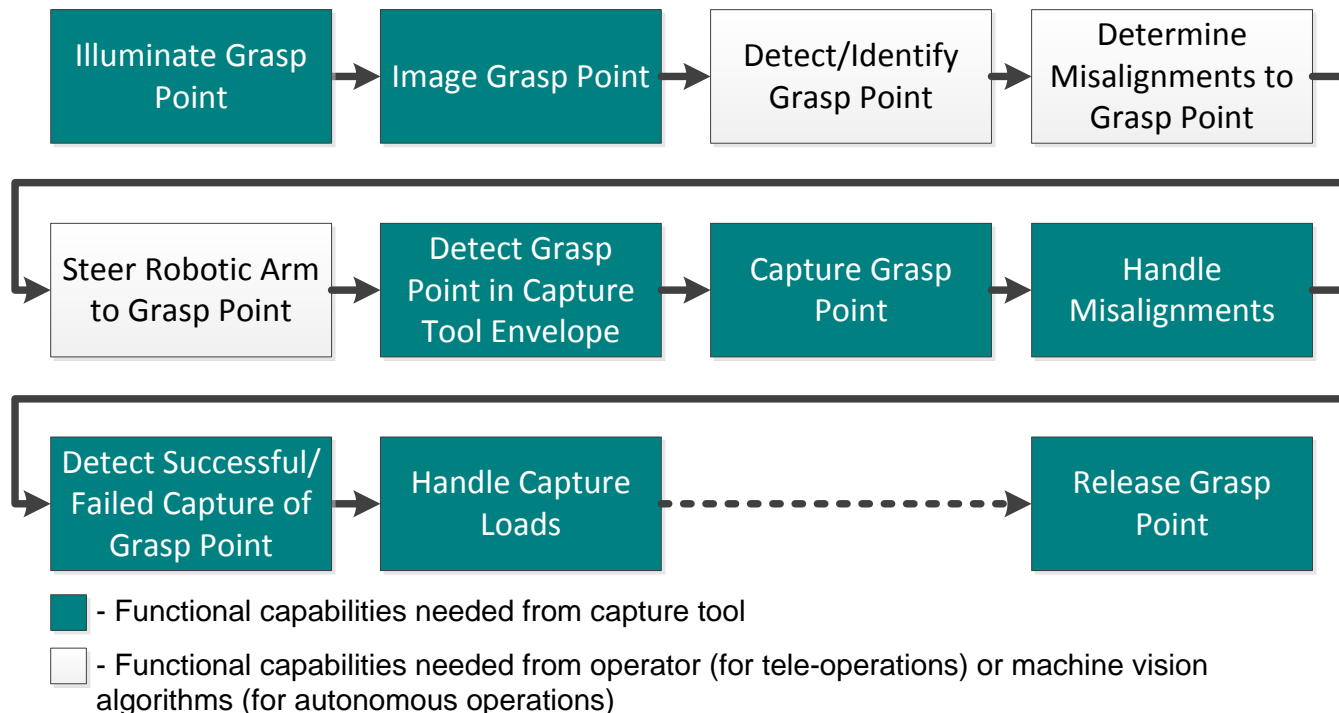 Illuminate Grasp
Point
Image Grasp Point
Detect/Identify
Grasp Point
Determine
Misalignments to
Grasp Point
Steer Robotic Arm
to Grasp Point
Detect Grasp
Point in Capture
Tool Envelope
Capture Grasp
Point
Handle
Misalignments
Detect Successful/
Failed Capture of
Grasp Point
Handle Capture
Loads
Release Grasp
Point
- Functional capabilities needed from capture tool
- Functional capabilities needed from operator (for tele-operations) or machine vision
algorithms (for autonomous operations)